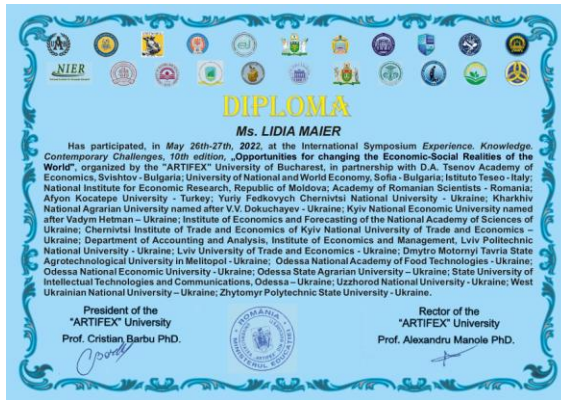 NIER
DIPLOMA
Ms. LIDIA MAIER
Has participated, in May 26th-27th, 2022, at the International Symposium Experience. Knowledge.
Contemporary Challenges, 10th edition, „Opportunities for changing the Economic-Social Realities of the
World", organized by the "ARTIFEX" University of Bucharest, in partnership with D.A. Tsenov Academy of
Economics, Svishtov - Bulgaria; University of National and World Economy, Sofia - Bulgaria; Istituto Teseo - Italy;
National Institute for Economic Research, Republic of Moldova; Academy of Romanian Scientists - Romania;
Afyon Kocatepe University - Turkey; Yuriy Fedkovych Chernivtsi National University - Ukraine; Kharkhiv
National Agrarian University named after V.V. Dokuchayev - Ukraine; Kyiv National Economic University named
after Vadym Hetman – Ukraine; Institute of Economics and Forecasting of the National Academy of Sciences of
Ukraine; Chernivtsi Institute of Trade and Economics of Kyiv National University of Trade and Economics –
Ukraine; Department of Accounting and Analysis, Institute of Economics and Management, Lviv Politechnic
National University - Ukraine; Lviv University of Trade and Economics - Ukraine; Dmytro Motornyi Tavria State
Agrotechnological University in Melitopol - Ukraine; Odessa National Academy of Food Technologies - Ukraine;
Odessa National Economic University - Ukraine; Odessa State Agrarian University – Ukraine; State University of
Intellectual Technologies and Communications, Odessa – Ukraine; Uzzhorod National University - Ukraine; West
Ukrainian National University – Ukraine; Zhytomyr Polytechnic State University - Ukraine.
President of the
"ARTIFEX" University
Prof. Cristian Barbu PhD.
ROMÂNIA
MINISTERUL EDUCAȚIEI
Rector of the
"ARTIFEX" University
Prof. Alexandru Manole PhD.